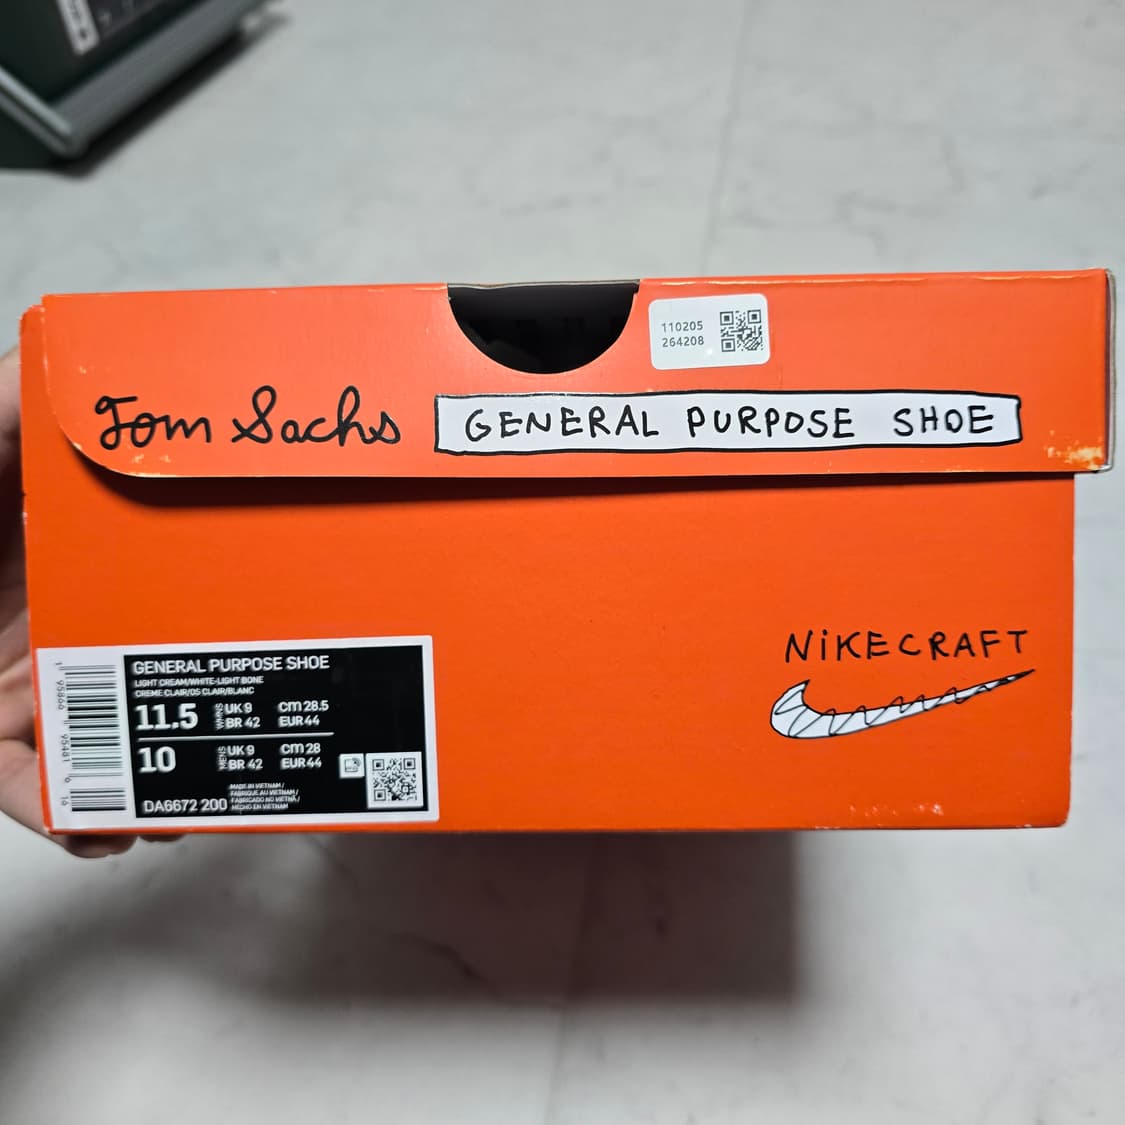 110205
264208
Tom Sachs GENERAL PURPOSE SHOE
NiKECRAFT
GENERAL PURPOSE SHOE
LIGHT CREAM/WHITE-LIGHT BONE
CREME CLAIR/OS CLAIR/BLANC
11.5 WMNS UK 9 cm 28.5
BR 42 EUR 44
10 MENS UK 9 cm 28
BR 42 EUR 44
MADE IN VIETNAM /
FABRIQUE AU VIETNAM /
FABRICADO NO VIETNÃ /
HECHO EN VIETNAM
DA6672 200